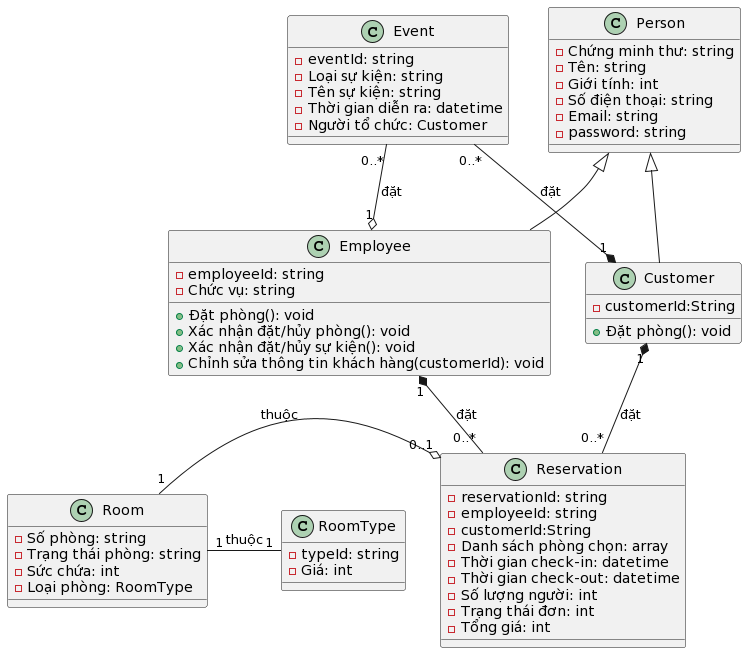 Event
eventId: string
Loại sự kiện: string
Tên sự kiện: string
Thời gian diễn ra: datetime
Người tổ chức: Customer
Person
Chứng minh thư: string
Tên: string
Giới tính: int
Số điện thoại: string
Email: string
password: string
0..*
đặt
1
0..*
đặt
1
Employee
employeeId: string
Chức vụ: string
Đặt phòng(): void
Xác nhận đặt/hủy phòng(): void
Xác nhận đặt/hủy sự kiện(): void
Chỉnh sửa thông tin khách hàng(customerId): void
Customer
customerId:String
Đặt phòng(): void
1
đặt
0..*
1
đặt
0..*
thuộc
0..1
1
Room
Số phòng: string
Trạng thái phòng: string
Sức chứa: int
Loại phòng: RoomType
1 thuộc 1
RoomType
typeId: string
Giá: int
Reservation
reservationId: string
employeeId: string
customerId:String
Danh sách phòng chọn: array
Thời gian check-in: datetime
Thời gian check-out: datetime
Số lượng người: int
Trạng thái đơn: int
Tổng giá: int